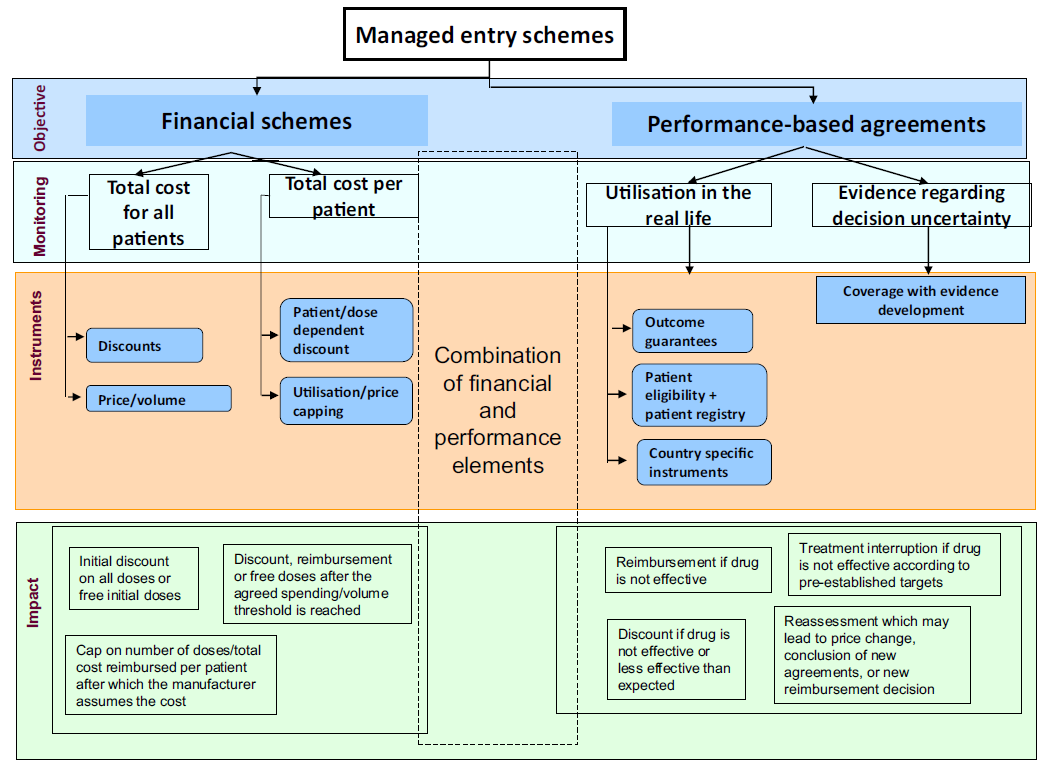 Managed entry schemes
Objective
Financial schemes
Performance-based agreements
Monitoring
Total cost
for all
patients
Total cost per
patient
Utilisation in the
real life
Evidence regarding
decision uncertainty
Instruments
Discounts
Price/volume
Patient/dose
dependent
discount
Utilisation/price
capping
Combination
of financial
and
performance
elements
Outcome
guarantees
Patient
eligibility +
patient registry
Country specific
instruments
Coverage with evidence
development
Impact
Initial discount
on all doses or
free initial doses
Discount, reimbursement
or free doses after the
agreed spending/volume
threshold is reached
Cap on number of doses/total
cost reimbursed per patient
after which the manufacturer
assumes the cost
Reimbursement if drug
is not effective
Treatment interruption if drug
is not effective according to
pre-established targets
Discount if drug is
not effective or
less effective than
expected
Reassessment which may
lead to price change,
conclusion of new
agreements, or new
reimbursement decision